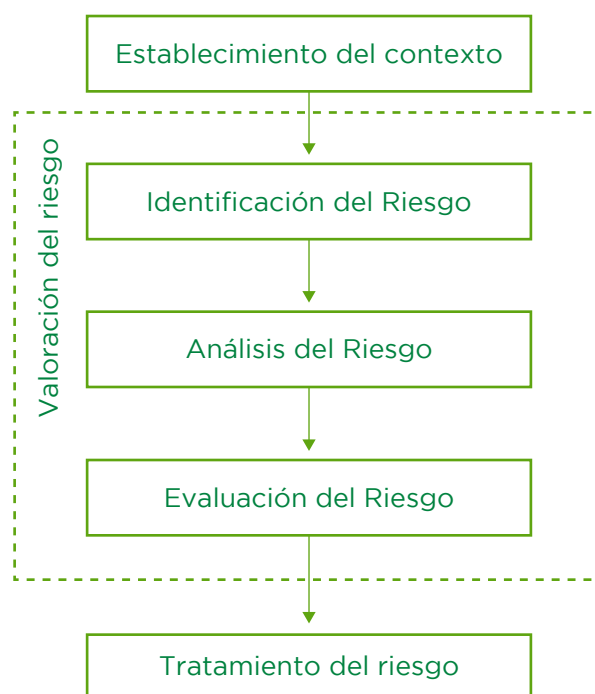 Establecimiento del contexto
Valoración del riesgo
Identificación del Riesgo
Análisis del Riesgo
Evaluación del Riesgo
Tratamiento del riesgo